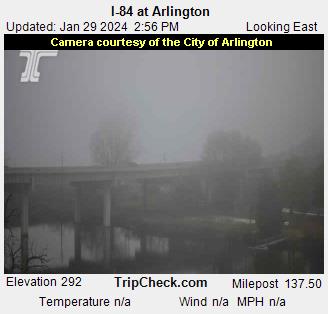 I-84 at Arlington
Updated: Jan 29 2024 2:56 PM Looking East
Camera courtesy of the City of Arlington
Elevation 292 TripCheck.com Milepost 137.50
Temperature n/a Wind n/a MPH n/a